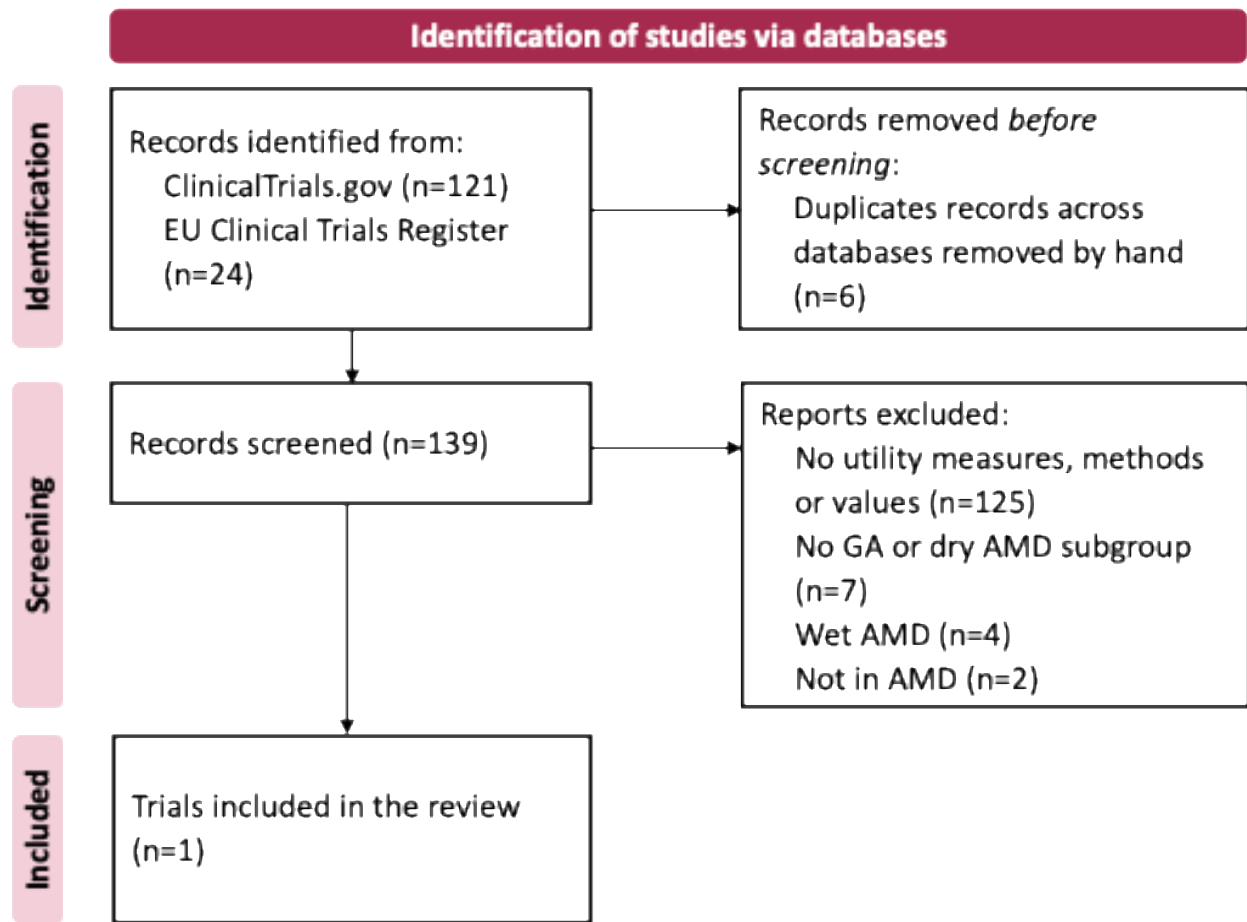 Identification of studies via databases
Identification
Records identified from:
ClinicalTrials.gov (n=121)
EU Clinical Trials Register
(n=24)
Records removed before
screening:
Duplicates records across
databases removed by hand
(n=6)
Screening
Records screened (n=139)
Reports excluded:
No utility measures, methods
or values (n=125)
No GA or dry AMD subgroup
(n=7)
Wet AMD (n=4)
Not in AMD (n=2)
Included
Trials included in the review
(n=1)